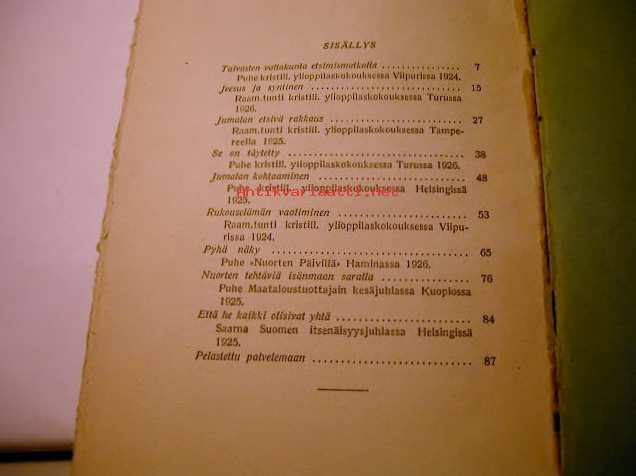 SISÄLLYS
Taivasten valtakunta etsimismatkalla ................ 7
Puhe kristill. ylioppilaskokouksessa Viipurissa 1924.
Jeesus ja syntinen .............................. 15
Raam.tunti kristill. ylioppilaskokouksessa Turussa
1926.
Jumalan etsivä rakkaus .......................... 27
Raam.tunti kristill. ylioppilaskokouksessa Tampe-
reella 1925.
Se on täytetty .................................. 38
Puhe kristill. ylioppilaskokouksessa Turussa 1926.
Jumalan kohtaaminen ............................ 48
Puhe kristill. ylioppilaskokouksessa Helsingissä
antikvariaatti.net
1925.
Rukouselämän vaaliminen ........................ 53
Raam.tunti kristill. ylioppilaskokouksessa Viipu-
rissa 1924.
Pyhä näky ...................................... 65
Puhe »Nuorten Päivillä» Haminassa 1926.
Nuorten tehtäviä isänmaan saralla ................ 76
Puhe Maataloustuottajain kesäjuhlassa Kuopiossa
1925.
Että he kaikki olisivat yhtä ........................ 84
Saarna Suomen itsenäisyysjuhlassa Helsingissä
1925.
Pelastettu palvelemaan ............................ 87